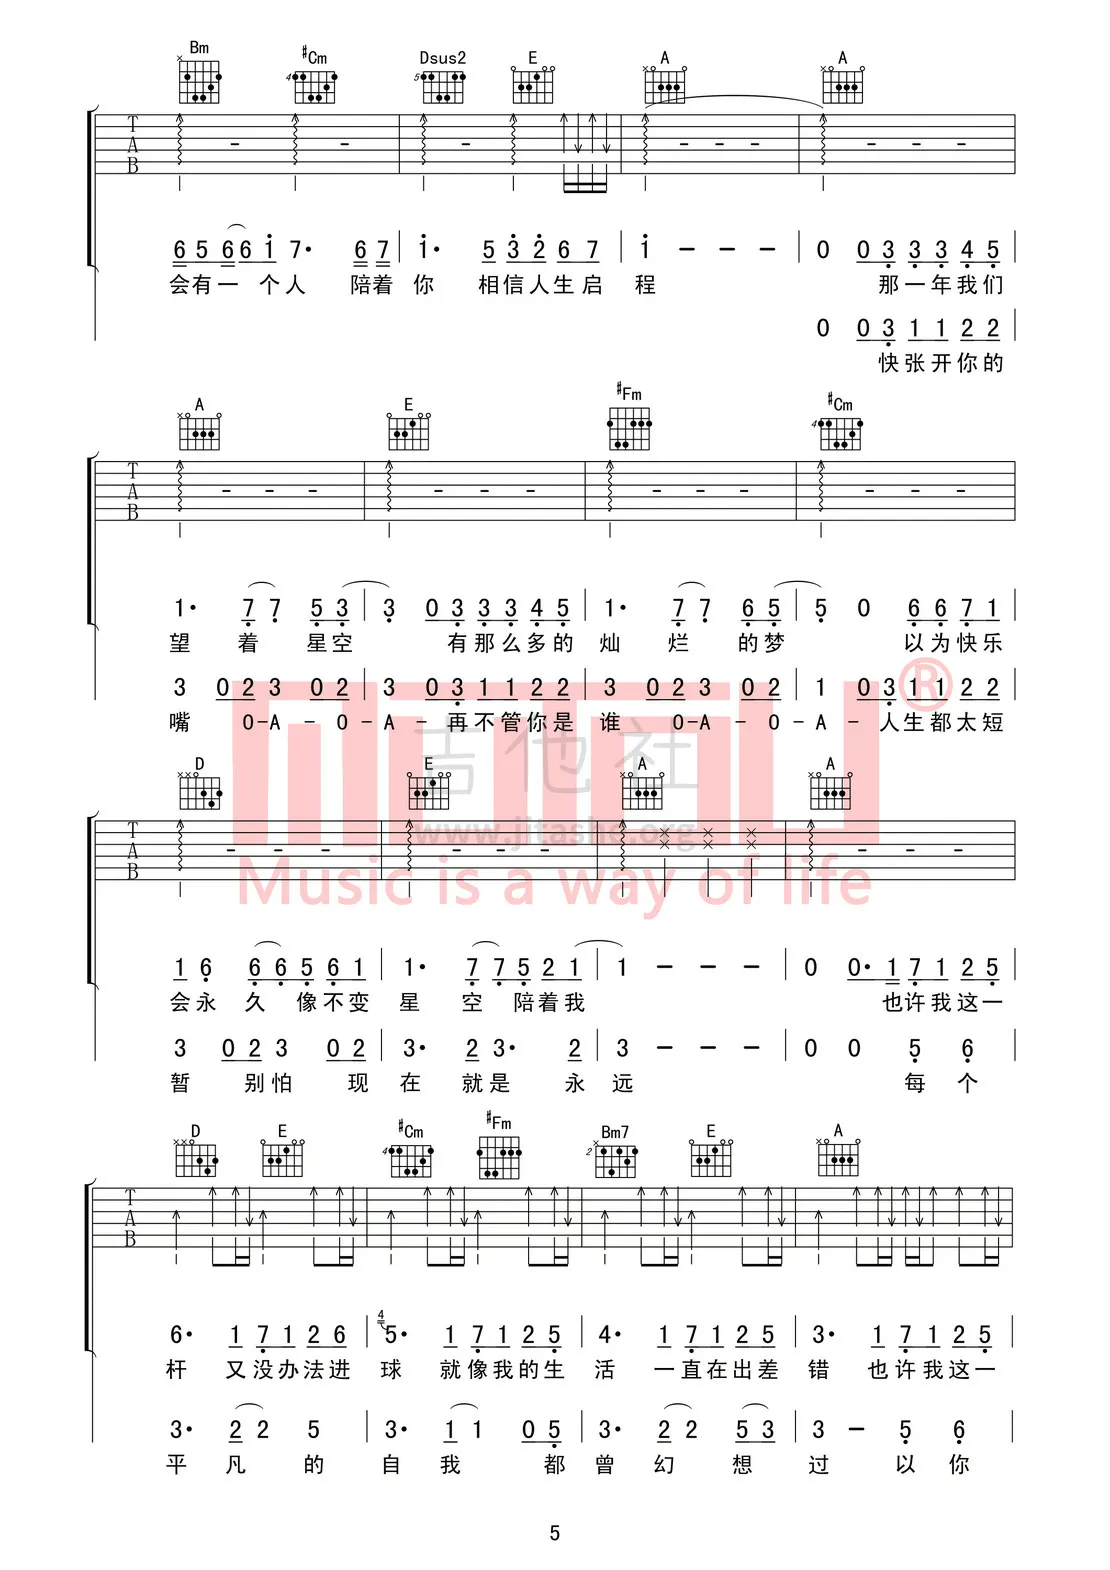 Bm #Cm Dsus2 E A A
4 5
T
A
B
6 5 6 6 1 7· 6 7 1· 5 3 2 6 7 1 − − − 0 0 3 3 3 4 5
会有一 个人 陪着 你 相信人生启 程 那一年我们
0 0 3 1 1 2 2
快张开你的
A E #Fm #Cm
4
T
A
B
1· 7 7 5 3 3 0 3 3 3 4 5 1· 7 7 6 5 5 0 6 6 7 1
望 着 星空 有那么多的 灿 烂 的梦 以为快乐
3 0 2 3 0 2 3 0 3 1 1 2 2 3 0 2 3 0 2 1 0 3 1 1 2 2
嘴 O-A - O - A - 再不管你是 谁 O-A - O - A - 人生都太短
吉他社
D E A A
T
A
B
www.jitashe.org
Music is a way of life
®
1 6 6 6 5 6 1 1· 7 7 5 2 1 1 − − − 0 0· 1 7 1 2 5
会永 久 像不变 星 空 陪着我 也许我这一
3 0 2 3 0 2 3· 2 3· 2 3 − − − 0 0 5 6
暂 别怕 现 在 就是 永 远 每 个
D E #Cm #Fm Bm7 E A
4 2
T
A
B
6· 1 7 1 2 6 4 5· 1 7 1 2 5 4· 1 7 1 2 5 3· 1 7 1 2 5
杆 又没办法进 球 就像我的生 活 一直在出差 错 也许我这一
3· 2 2 5 3· 1 1 0 5 3· 2 2 5 3 3 − 5 6
平 凡 的 自 我 都 曾 幻 想 过 以 你
5